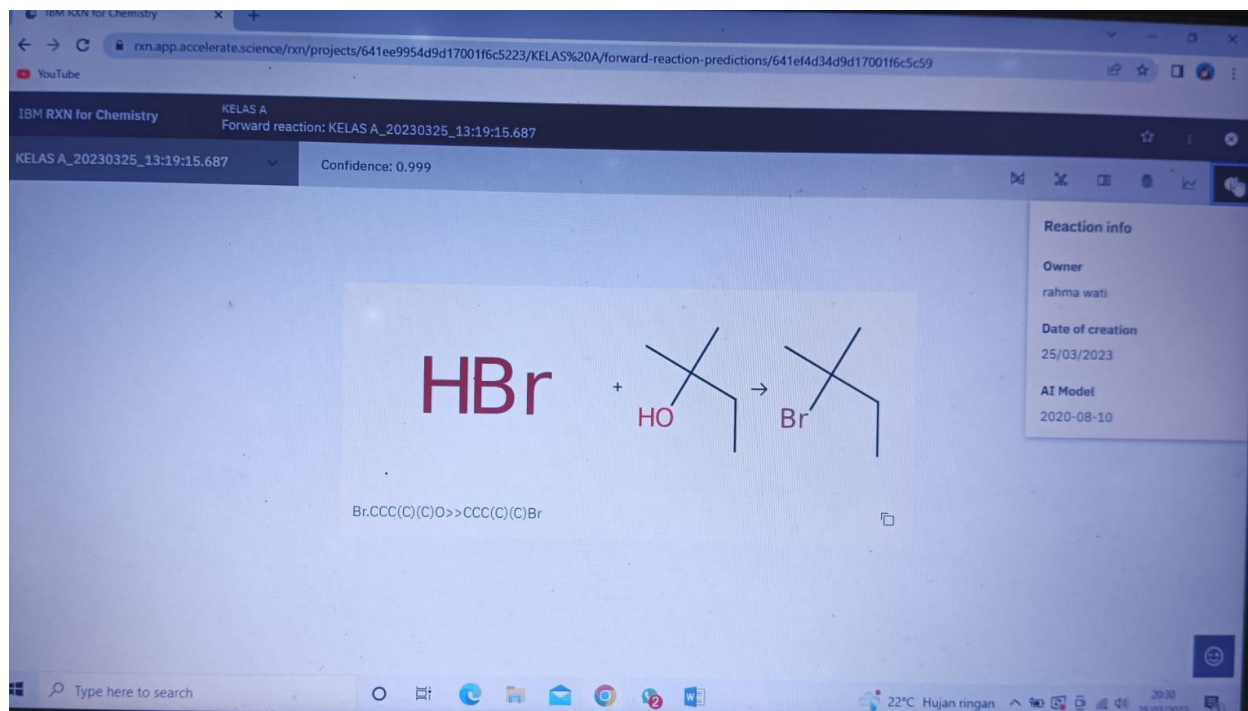 IBM RXN for Chemistry
rxn.app.accelerate.science/rxn/projects/641ee9954d9d17001f6c5223/KELAS%20A/forward-reaction-predictions/641ef4d34d9d17001f6c5c59
YouTube
IBM RXN for Chemistry
KELAS A
Forward reaction: KELAS A_20230325_13:19:15.687
KELAS A_20230325_13:19:15.687
Confidence: 0.999
Reaction info
Owner
rahma wati
Date of creation
25/03/2023
AI Model
2020-08-10
HBr
+
HO
→
Br
Br.CCC(C)(C)O>>CCC(C)(C)Br
Type here to search
2
22°C Hujan ringan
20:30